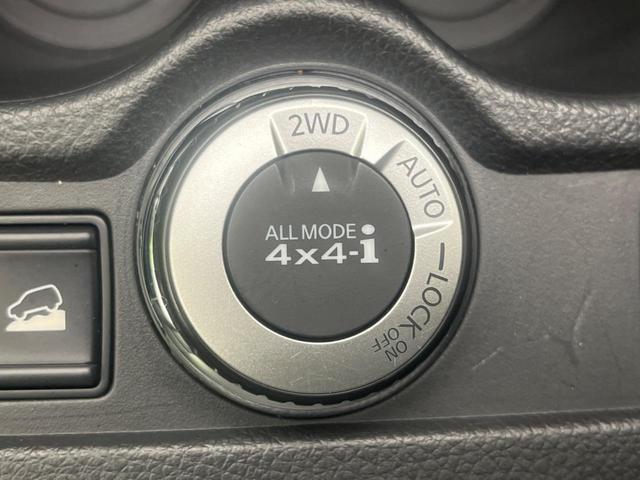 2WD
AUTO
LOCK
ON
OFF
ALL MODE
4x4-i